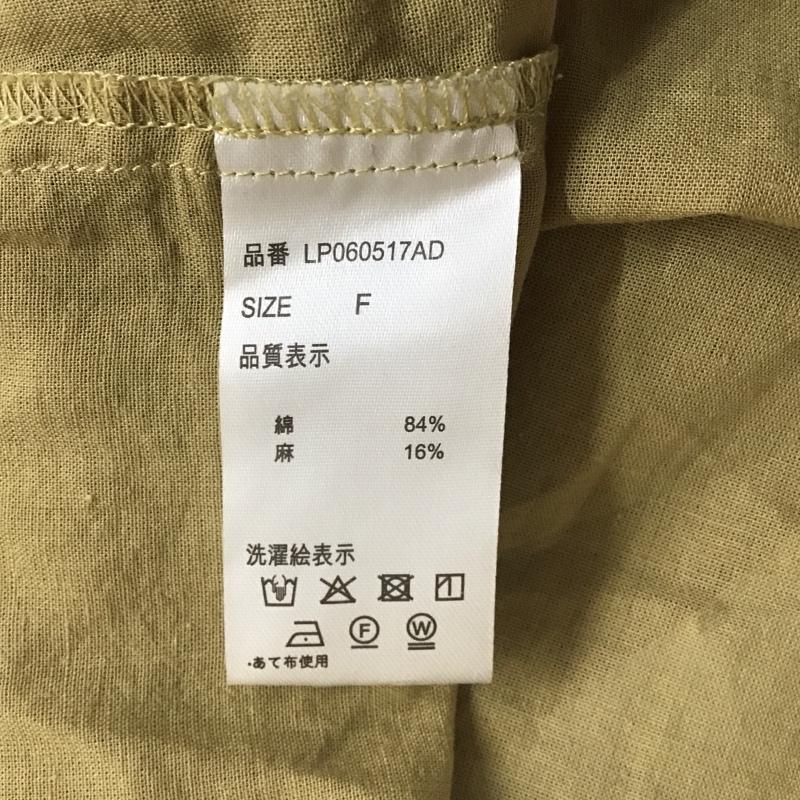 品番 LP060517AD
SIZE F
品質表示
綿 84%
麻 16%
洗濯絵表示
F W
·あて布使用